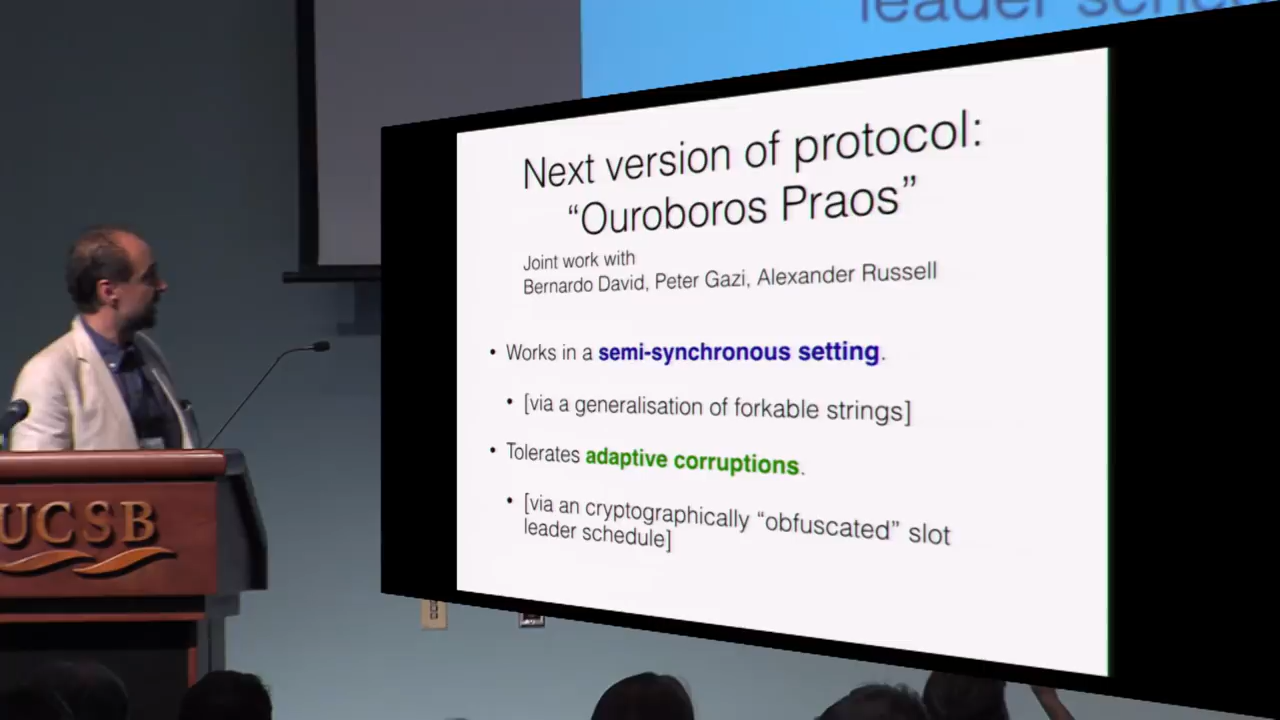 leader
Next version of protocol:
“Ouroboros Praos”
Joint work with
Bernardo David, Peter Gazi, Alexander Russell
• Works in a semi-synchronous setting.
• [via a generalisation of forkable strings]
• Tolerates adaptive corruptions.
• [via an cryptographically “obfuscated” slot
leader schedule]
UCSB